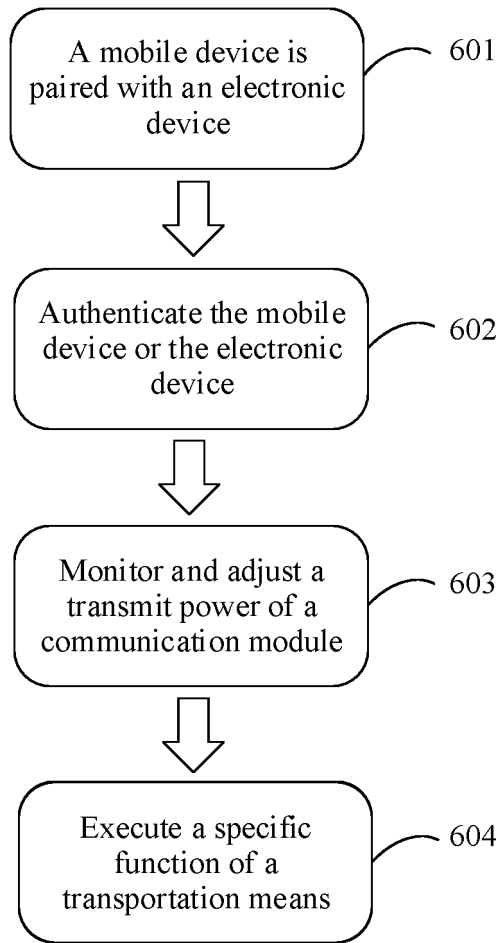 A mobile device is
paired with an electronic
device
601
Authenticate the mobile
device or the electronic
device
602
Monitor and adjust a
transmit power of a
communication module
603
Execute a specific
function of a
transportation means
604